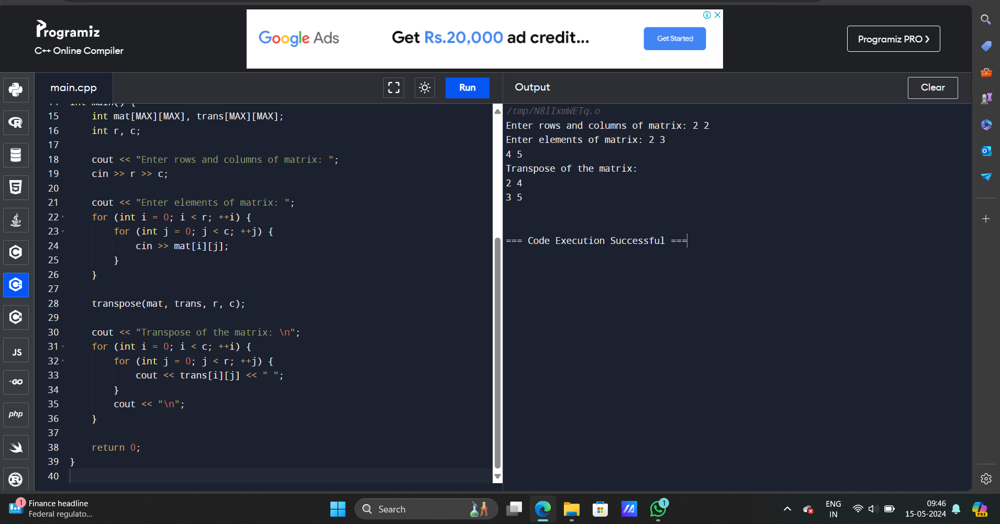 Programiz
C++ Online Compiler
Google Ads
Get Rs.20,000 ad credit...
Get Started
Programiz PRO ❯
main.cpp
Run
Output
Clear
14 int main() {
15     int mat[MAX][MAX], trans[MAX][MAX];
16     int r, c;
17
18     cout << "Enter rows and columns of matrix: ";
19     cin >> r >> c;
20
21     cout << "Enter elements of matrix: ";
22     for (int i = 0; i < r; ++i) {
23         for (int j = 0; j < c; ++j) {
24             cin >> mat[i][j];
25         }
26     }
27
28     transpose(mat, trans, r, c);
29
30     cout << "Transpose of the matrix: \n";
31     for (int i = 0; i < c; ++i) {
32         for (int j = 0; j < r; ++j) {
33             cout << trans[i][j] << " ";
34         }
35         cout << "\n";
36     }
37
38     return 0;
39 }
40
/tmp/N8lIxmWETq.o
Enter rows and columns of matrix: 2 2
Enter elements of matrix: 2 3
4 5
Transpose of the matrix:
2 4
3 5
=== Code Execution Successful ===
JS
GO
php
1
Finance headline
Federal regulato...
Search
1
ENG
IN
09:46
15-05-2024
PRE